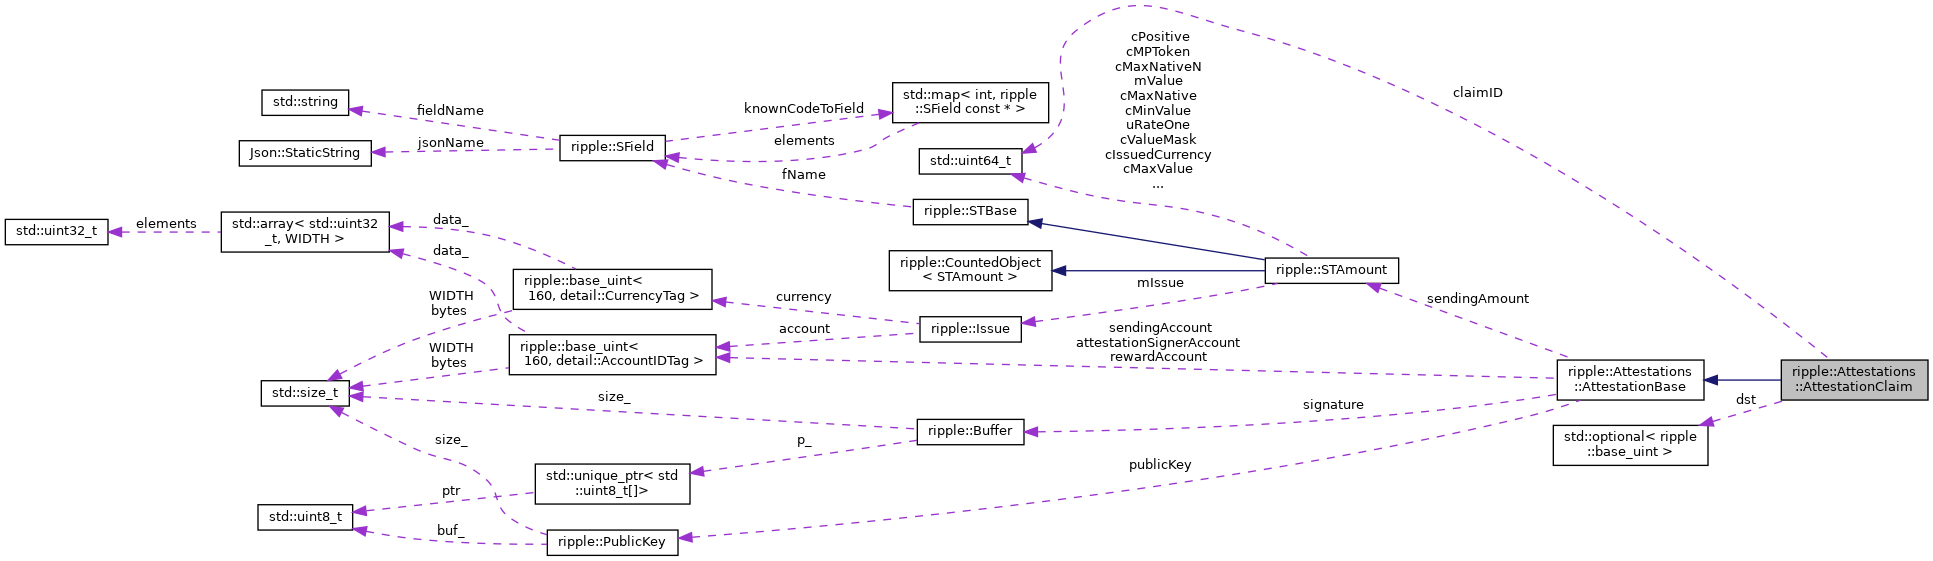 cPositive
cMPToken
cMaxNativeN
mValue
cMaxNative
cMinValue
uRateOne
cValueMask
cIssuedCurrency
cMaxValue
...
claimID
std::string
fieldName
knownCodeToField
std::map< int, ripple
::SField const * >
Json::StaticString
jsonName
ripple::SField
elements
std::uint64_t
fName
ripple::STBase
std::uint32_t
elements
std::array< std::uint32
_t, WIDTH >
data_
data_
ripple::CountedObject
< STAmount >
ripple::STAmount
mIssue
ripple::base_uint<
160, detail::CurrencyTag >
WIDTH
bytes
currency
sendingAmount
account
ripple::Issue
sendingAccount
attestationSignerAccount
rewardAccount
ripple::base_uint<
160, detail::AccountIDTag >
WIDTH
bytes
std::size_t
size_
ripple::Attestations
::AttestationBase
ripple::Attestations
::AttestationClaim
dst
signature
ripple::Buffer
std::optional< ripple
::base_uint >
size_
p_
publicKey
std::unique_ptr< std
::uint8_t[]>
ptr
std::uint8_t
buf_
ripple::PublicKey